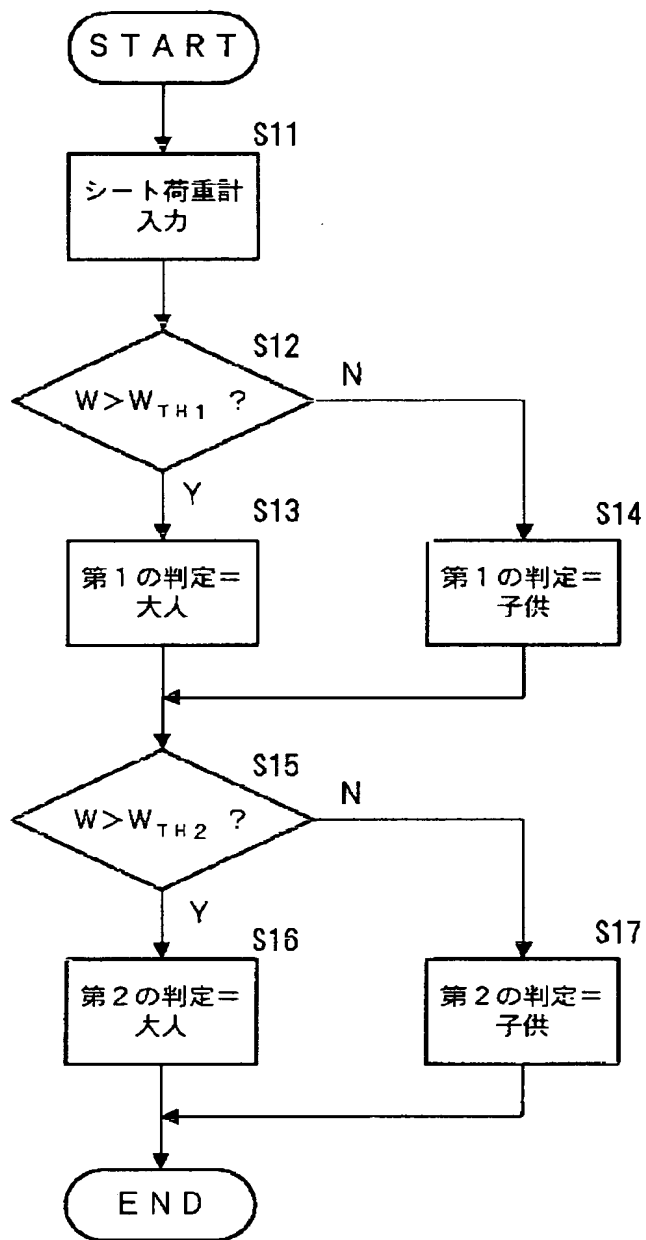 START
S11
シート荷重計
入力
S12
W>W_TH1 ?
N
Y
S13
第1の判定=
大人
S14
第1の判定=
子供
S15
W>W_TH2 ?
N
Y
S16
第2の判定=
大人
S17
第2の判定=
子供
END